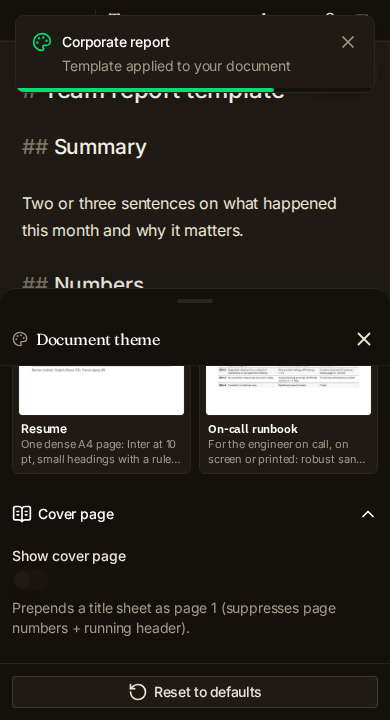 Corporate report
Template applied to your document
# Team report template
## Summary
Two or three sentences on what happened
this month and why it matters.
## Numbers
Document theme
Resume
One dense A4 page: Inter at 10
pt, small headings with a rule...
On-call runbook
For the engineer on call, on
screen or printed: robust san...
Cover page
Show cover page
Prepends a title sheet as page 1 (suppresses page
numbers + running header).
Reset to defaults